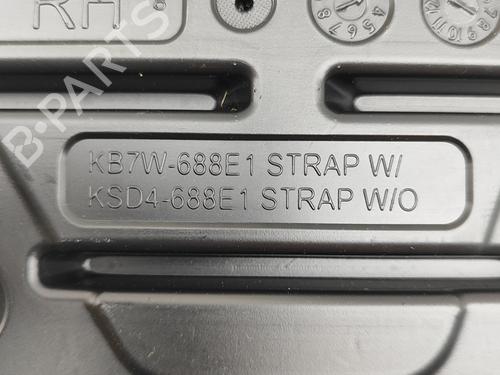 RH
B-PARTS
KB7W-688E1 STRAP W/
KSD4-688E1 STRAP W/O